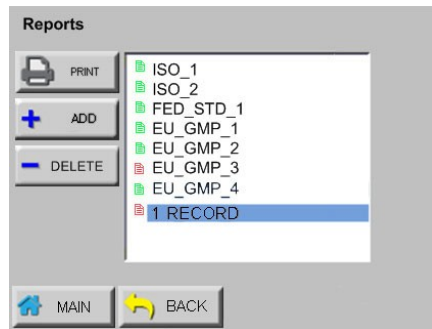 Reports
PRINT
ADD
DELETE
ISO_1
ISO_2
FED_STD_1
EU_GMP_1
EU_GMP_2
EU_GMP_3
EU_GMP_4
1 RECORD
MAIN
BACK